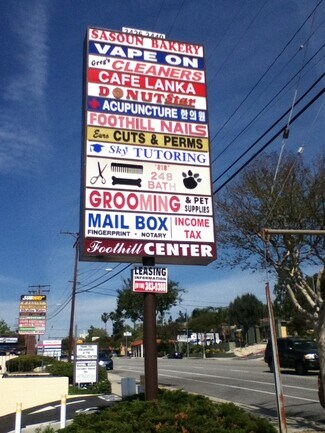 SASOUN BAKERY
VAPE ON
Greg's CLEANERS
CAFE LANKA
DONUT Star
ACUPUNCTURE 한의원
FOOTHILL NAILS
Euro CUTS & PERMS
Sky TUTORING
"818"
248
BATH
GROOMING & PET
SUPPLIES
MAIL BOX
FINGERPRINT · NOTARY
INCOME
TAX
Foothill CENTER
LEASING
INFORMATION